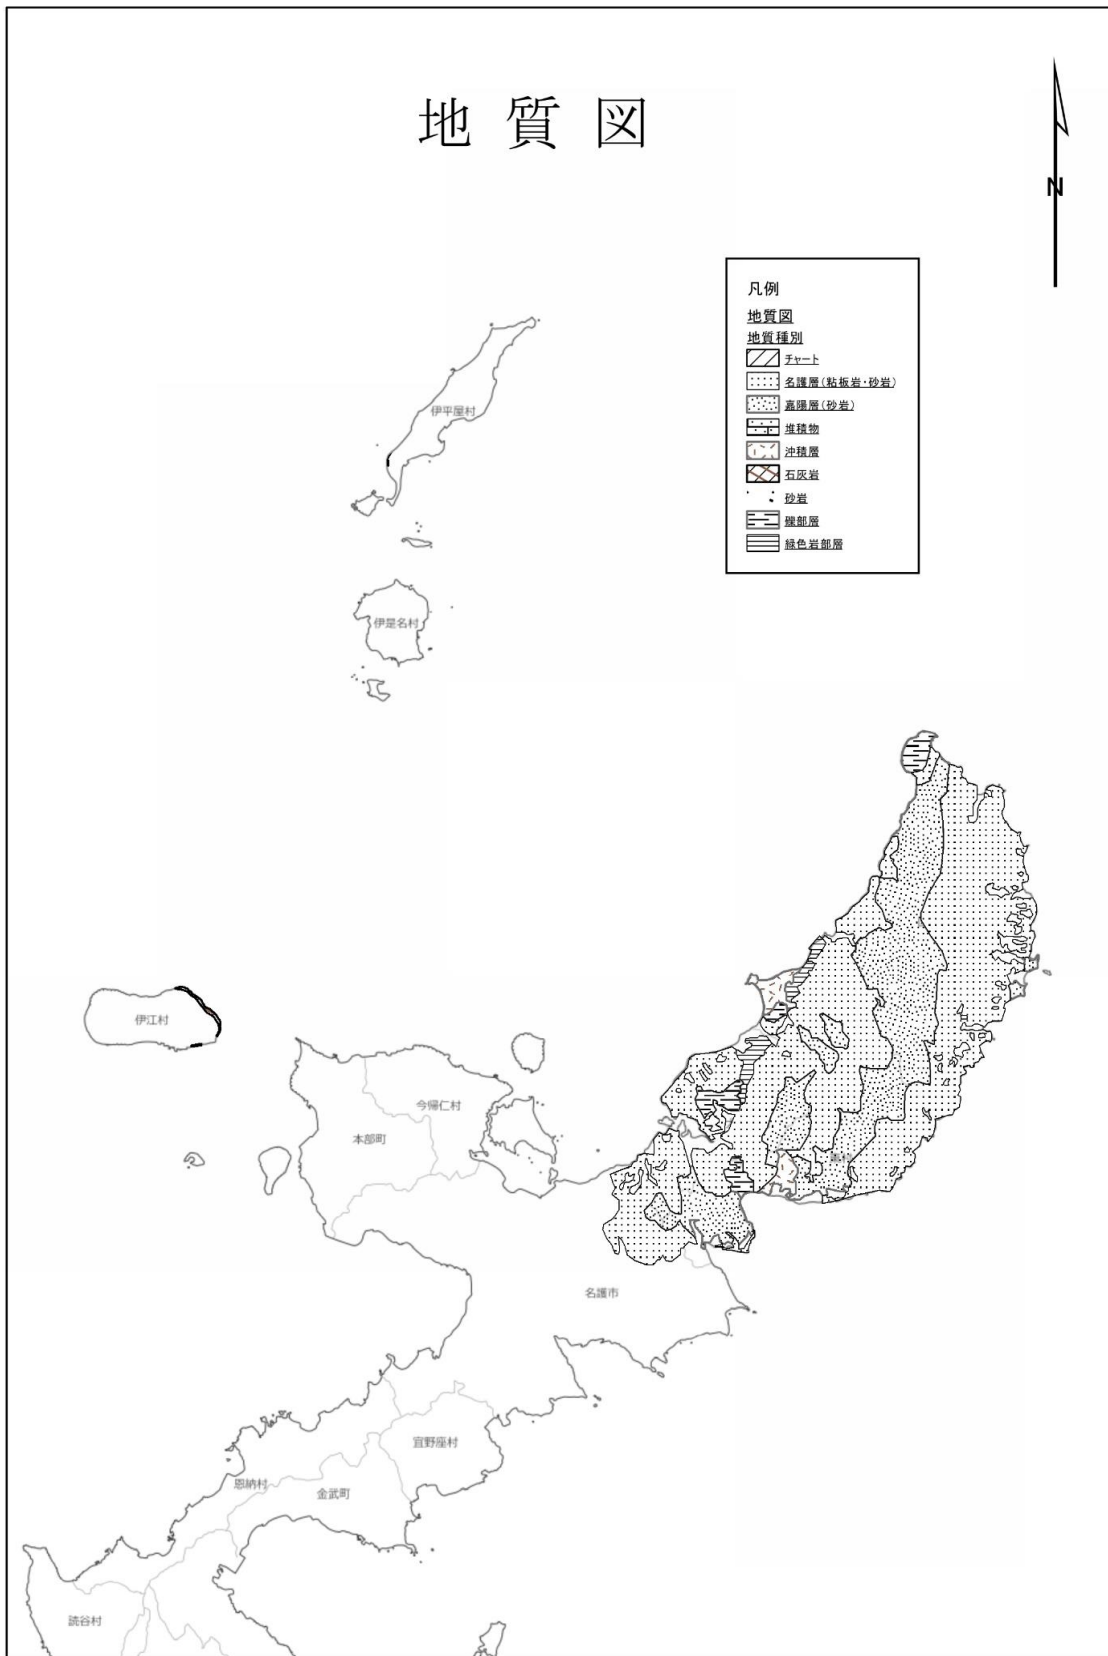 地質図
N
凡例
地質図
地質種別
チャート
名護層(粘板岩・砂岩)
嘉陽層(砂岩)
堆積物
沖積層
石灰岩
砂岩
礫部層
緑色岩部層
伊平屋村
伊是名村
伊江村
今帰仁村
本部町
名護市
宜野座村
恩納村
金武町
読谷村